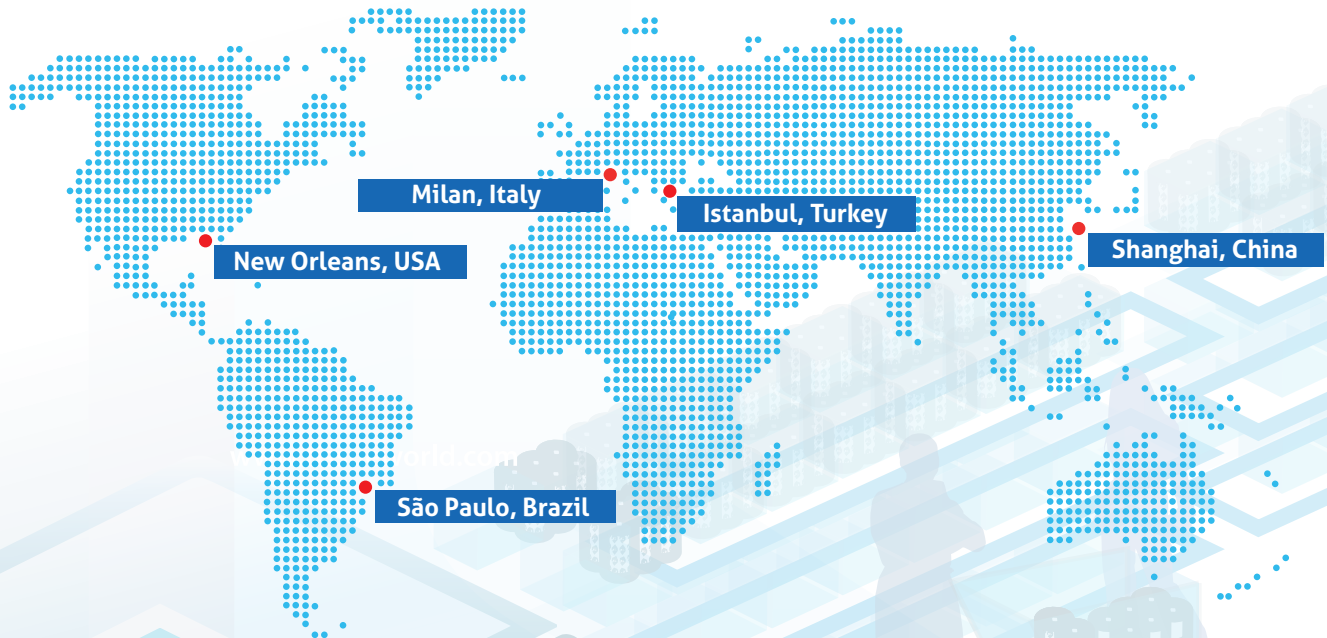 Milan, Italy
Istanbul, Turkey
New Orleans, USA
Shanghai, China
São Paulo, Brazil